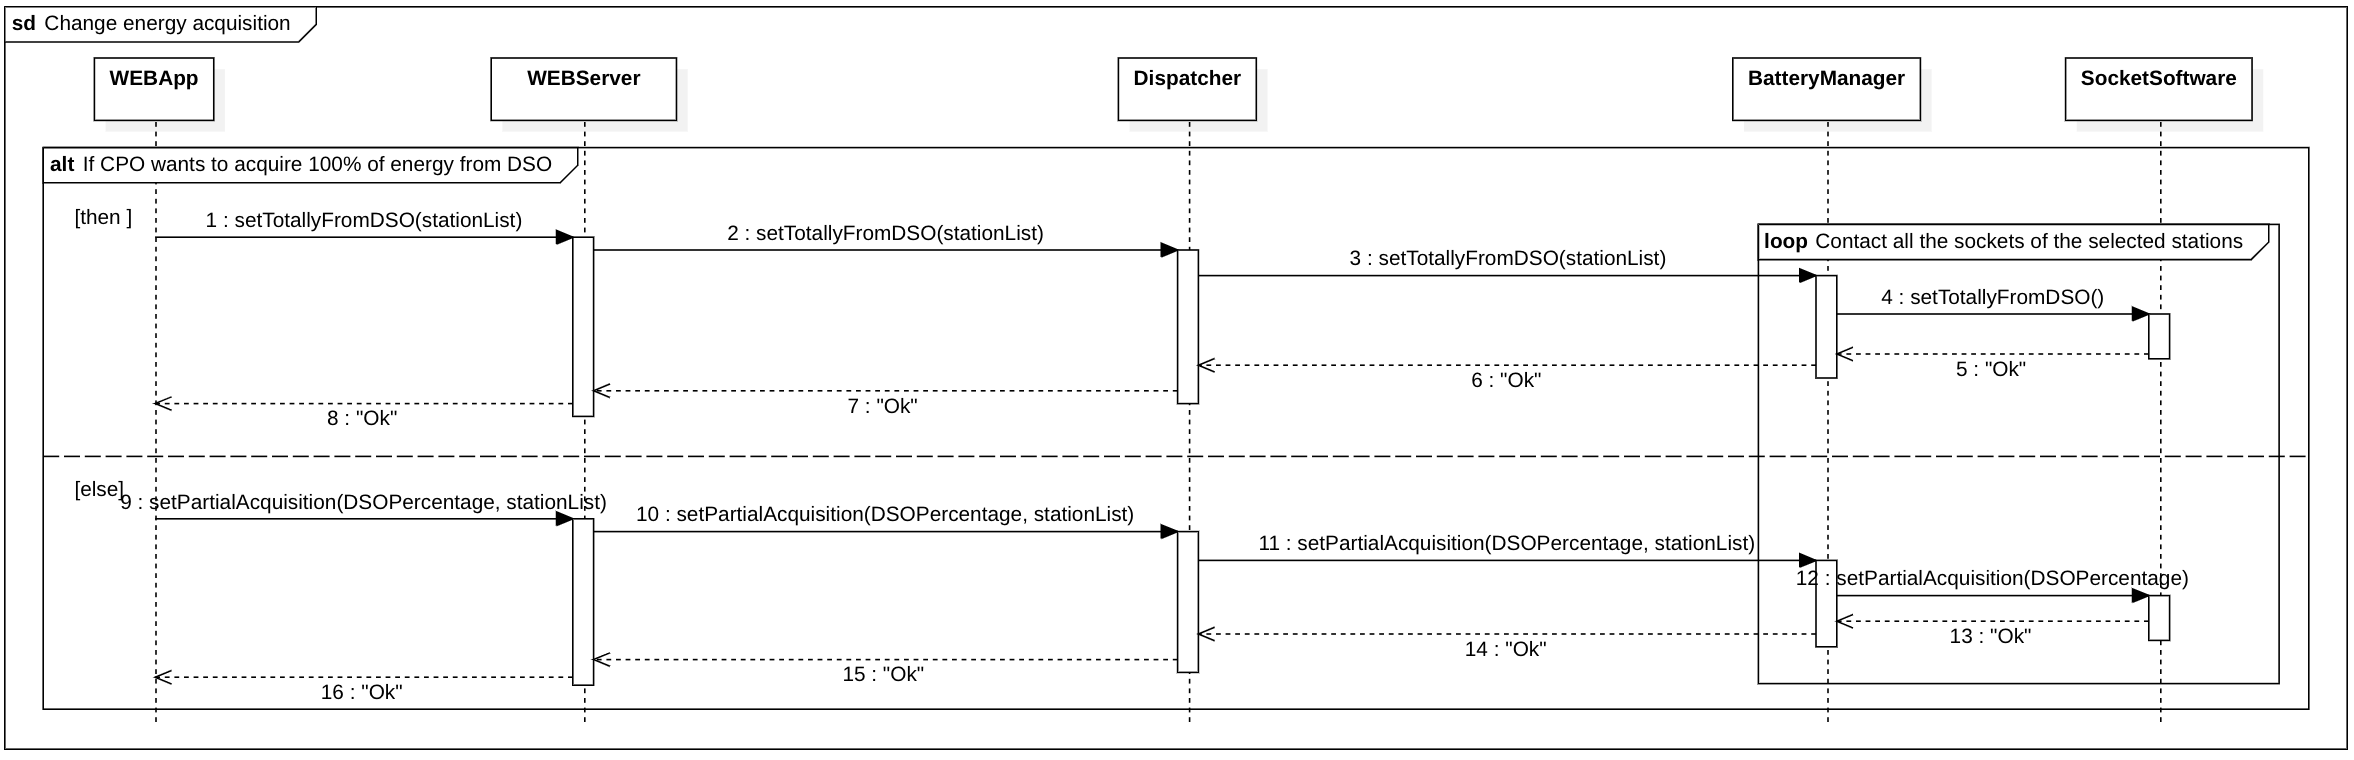 sd Change energy acquisition
WEBApp
WEBServer
Dispatcher
BatteryManager
SocketSoftware
alt If CPO wants to acquire 100% of energy from DSO
[then ]
1 : setTotallyFromDSO(stationList)
2 : setTotallyFromDSO(stationList)
loop Contact all the sockets of the selected stations
3 : setTotallyFromDSO(stationList)
4 : setTotallyFromDSO()
5 : "Ok"
6 : "Ok"
7 : "Ok"
8 : "Ok"
[else]
9 : setPartialAcquisition(DSOPercentage, stationList)
10 : setPartialAcquisition(DSOPercentage, stationList)
11 : setPartialAcquisition(DSOPercentage, stationList)
12 : setPartialAcquisition(DSOPercentage)
13 : "Ok"
14 : "Ok"
15 : "Ok"
16 : "Ok"